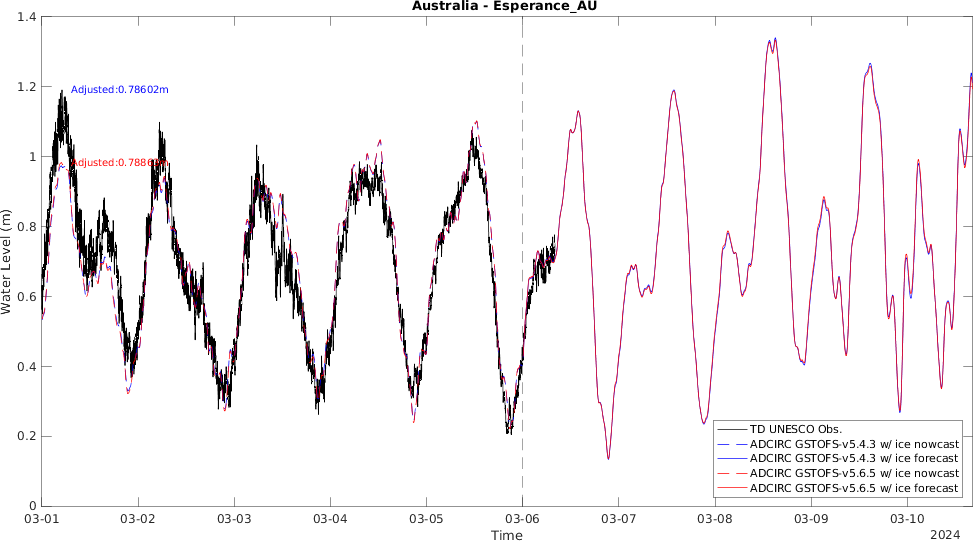 Australia - Esperance_AU
1.4
1.2
1
0.8
0.6
0.4
0.2
0
Water Level (m)
Adjusted:0.78602m
Adjusted:0.788
03-01
03-02
03-03
03-04
03-05
03-06
03-07
03-08
03-09
03-10
Time
2024
TD UNESCO Obs.
ADCIRC GSTOFS-v5.4.3 w/ ice nowcast
ADCIRC GSTOFS-v5.4.3 w/ ice forecast
ADCIRC GSTOFS-v5.6.5 w/ ice nowcast
ADCIRC GSTOFS-v5.6.5 w/ ice forecast